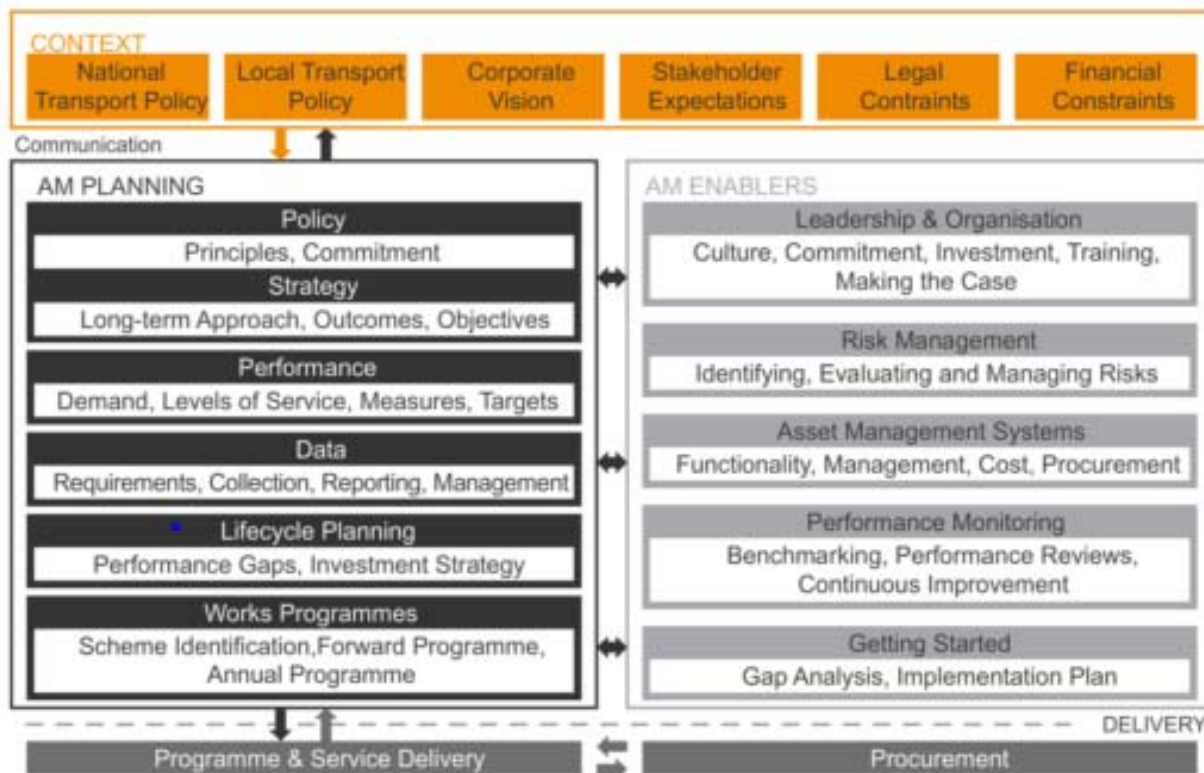 CONTEXT
National
Transport Policy
Local Transport
Policy
Corporate
Vision
Stakeholder
Expectations
Legal
Contraints
Financial
Constraints
Communication
AM PLANNING
Policy
Principles, Commitment
Strategy
Long-term Approach, Outcomes, Objectives
Performance
Demand, Levels of Service, Measures, Targets
Data
Requirements, Collection, Reporting, Management
Lifecycle Planning
Performance Gaps, Investment Strategy
Works Programmes
Scheme Identification,Forward Programme,
Annual Programme
AM ENABLERS
Leadership & Organisation
Culture, Commitment, Investment, Training,
Making the Case
Risk Management
Identifying, Evaluating and Managing Risks
Asset Management Systems
Functionality, Management, Cost, Procurement
Performance Monitoring
Benchmarking, Performance Reviews,
Continuous Improvement
Getting Started
Gap Analysis, Implementation Plan
DELIVERY
Programme & Service Delivery
Procurement